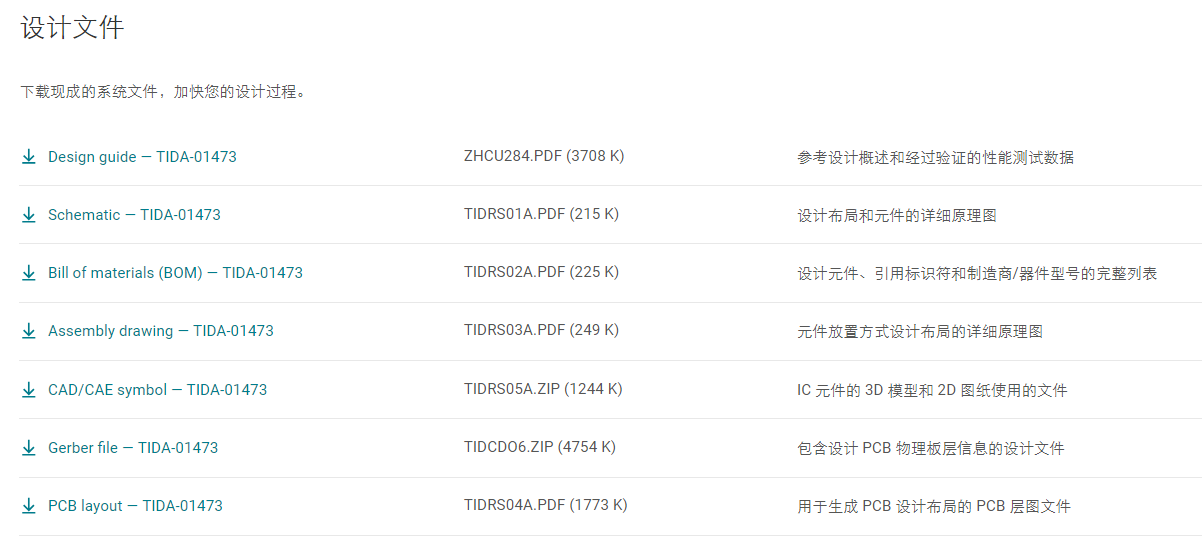 设计文件
下载现成的系统文件，加快您的设计过程。
Design guide — TIDA-01473 ZHCU284.PDF (3708 K) 参考设计概述和经过验证的性能测试数据
Schematic — TIDA-01473 TIDRS01A.PDF (215 K) 设计布局和元件的详细原理图
Bill of materials (BOM) — TIDA-01473 TIDRS02A.PDF (225 K) 设计元件、引用标识符和制造商/器件型号的完整列表
Assembly drawing — TIDA-01473 TIDRS03A.PDF (249 K) 元件放置方式设计布局的详细原理图
CAD/CAE symbol — TIDA-01473 TIDRS05A.ZIP (1244 K) IC 元件的 3D 模型和 2D 图纸使用的文件
Gerber file — TIDA-01473 TIDCDO6.ZIP (4754 K) 包含设计 PCB 物理板层信息的设计文件
PCB layout — TIDA-01473 TIDRS04A.PDF (1773 K) 用于生成 PCB 设计布局的 PCB 层图文件